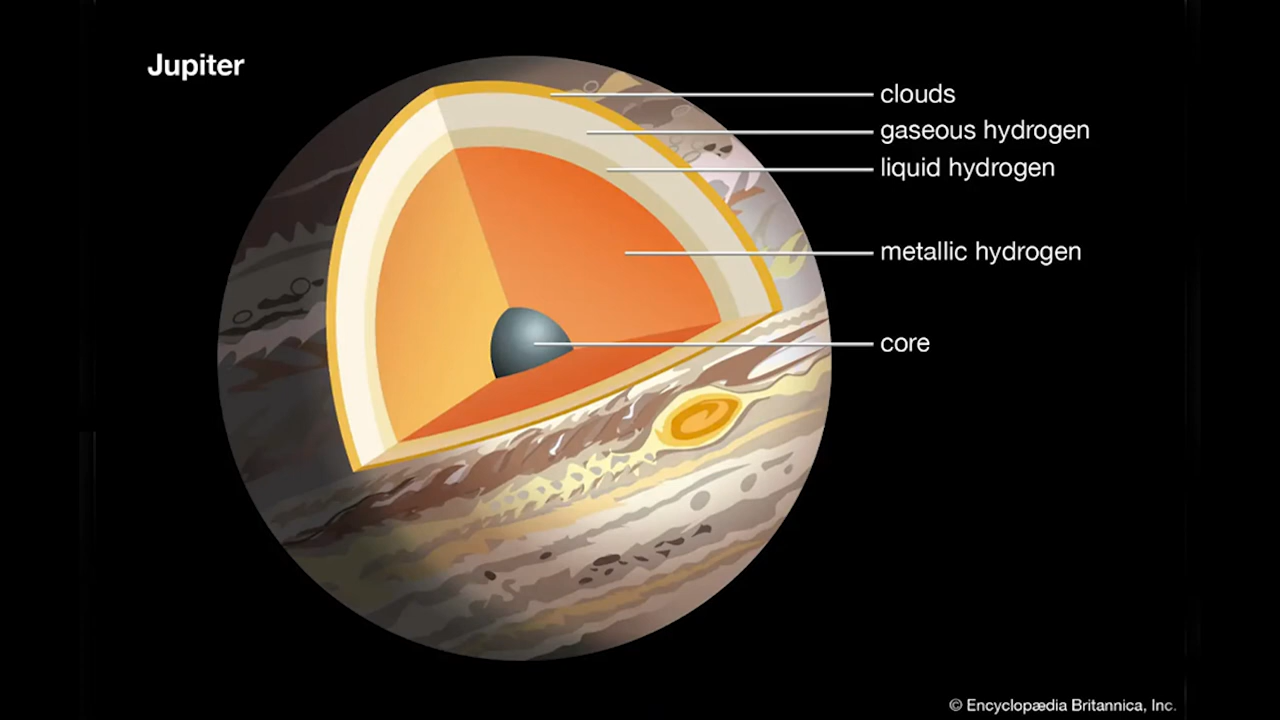 Jupiter
clouds
gaseous hydrogen
liquid hydrogen
metallic hydrogen
core
© Encyclopædia Britannica, Inc.